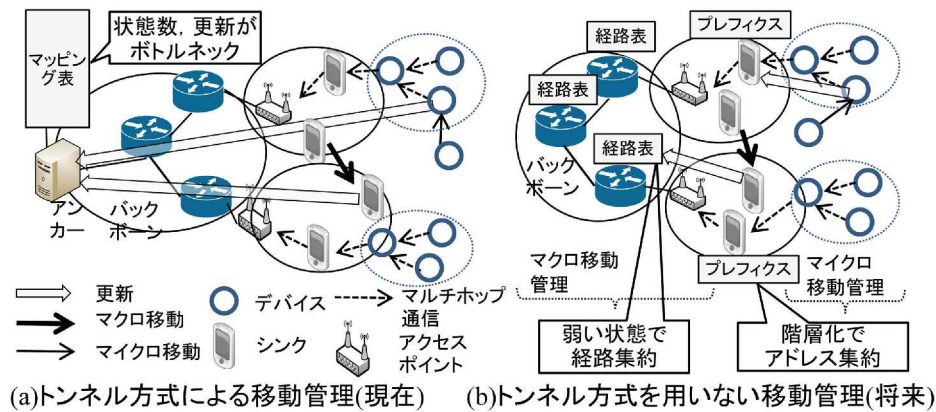 マッピ
ング表
状態数，更新が
ボトルネック
アン
カー
バック
ボーン
更新
マクロ移動
マイクロ移動
デバイス
シンク
マルチホップ
通信
アクセス
ポイント
(a)トンネル方式による移動管理(現在)
経路表
プレフィクス
経路表
経路表
バック
ボーン
マクロ移動
管理
プレフィクス
マイクロ
移動管理
弱い状態で
経路集約
階層化で
アドレス集約
(b)トンネル方式を用いない移動管理(将来)